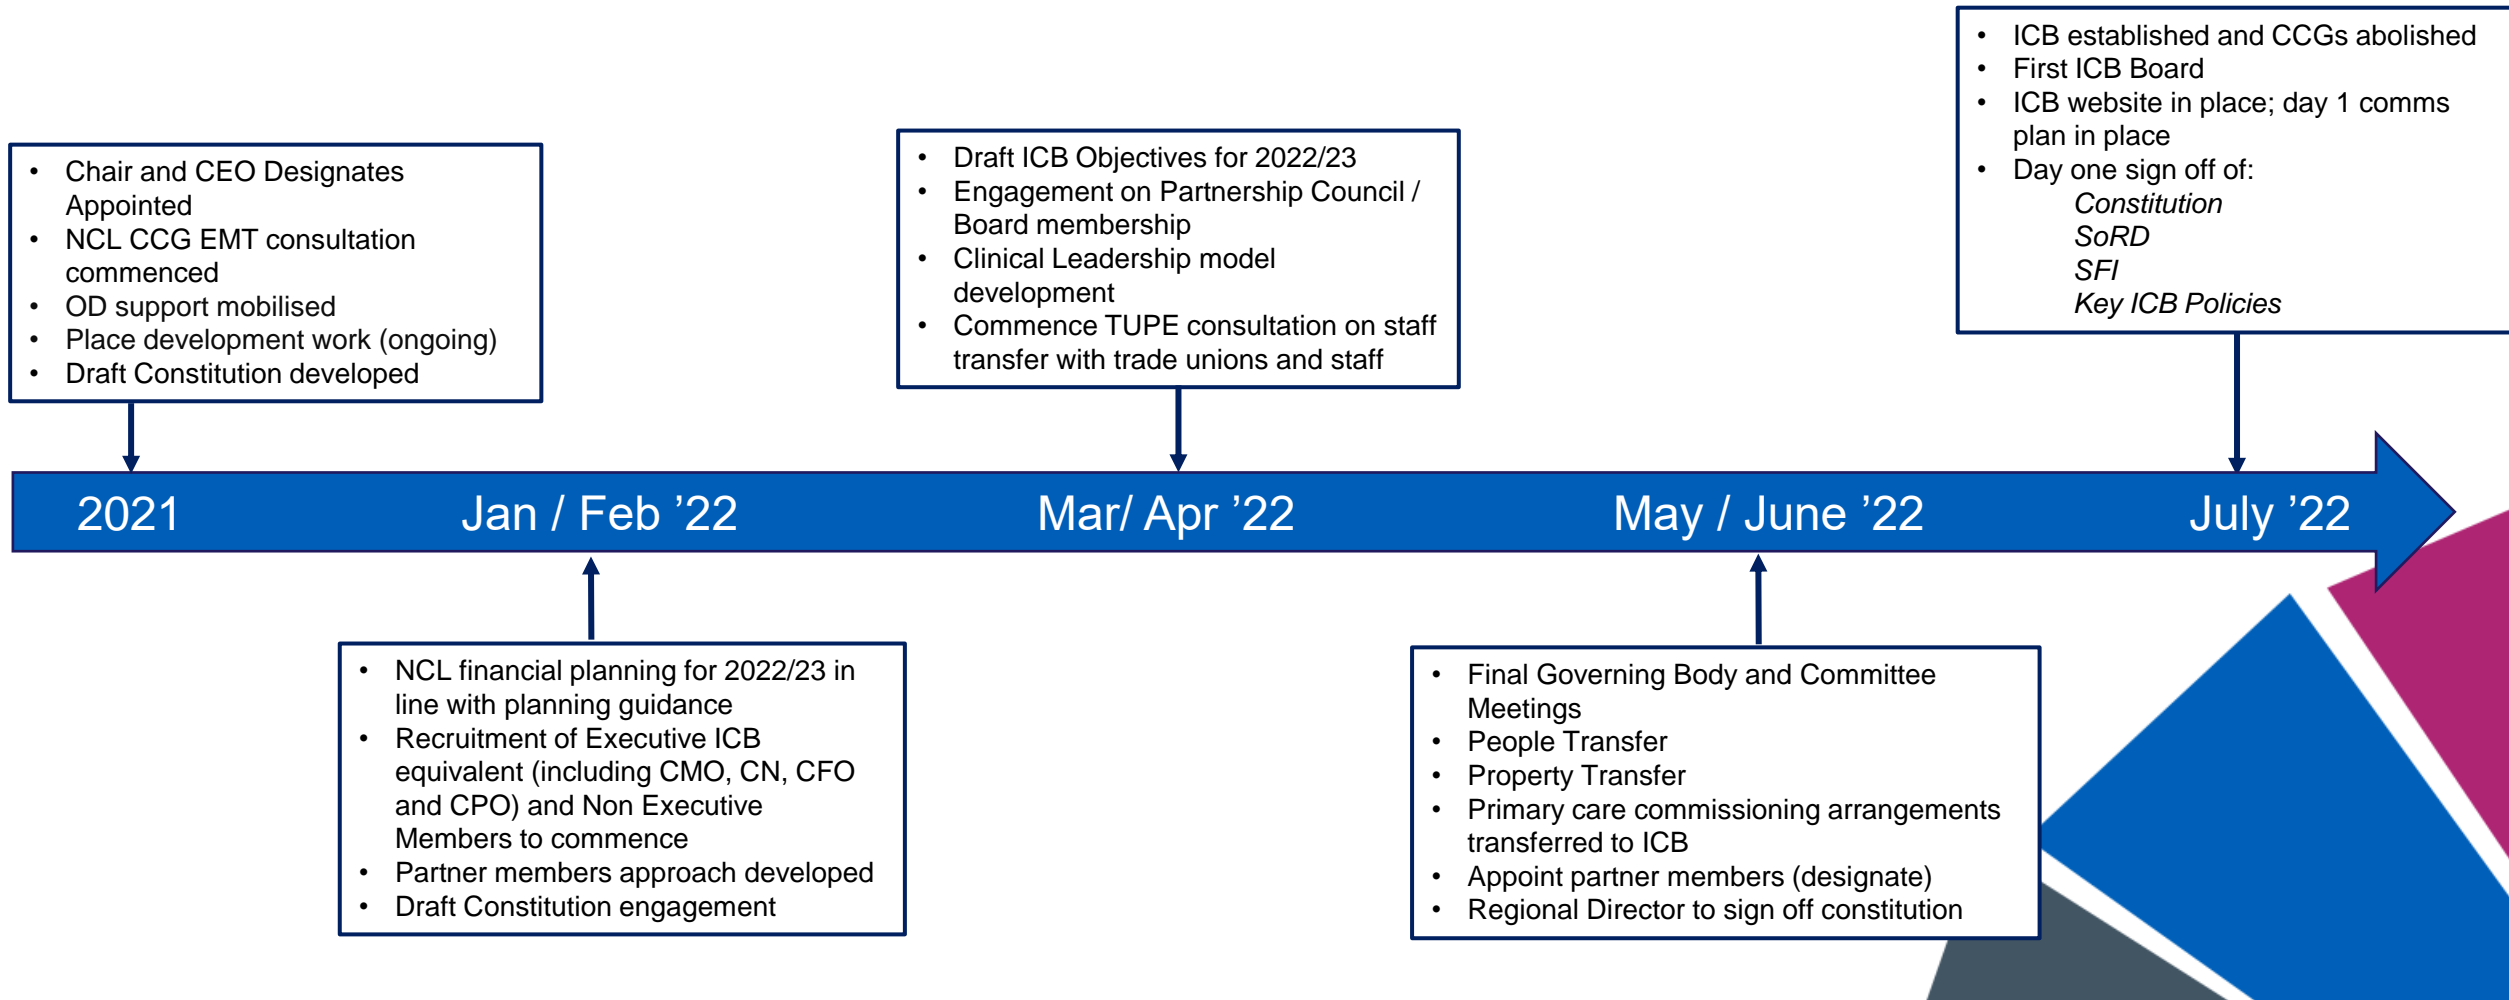 • Chair and CEO Designates
Appointed
• NCL CCG EMT consultation
commenced
• OD support mobilised
• Place development work (ongoing)
• Draft Constitution developed
• Draft ICB Objectives for 2022/23
• Engagement on Partnership Council /
Board membership
• Clinical Leadership model
development
• Commence TUPE consultation on staff
transfer with trade unions and staff
• ICB established and CCGs abolished
• First ICB Board
• ICB website in place; day 1 comms
plan in place
• Day one sign off of:
Constitution
SoRD
SFI
Key ICB Policies
2021
Jan / Feb ’22
Mar/ Apr ’22
May / June ’22
July ’22
• NCL financial planning for 2022/23 in
line with planning guidance
• Recruitment of Executive ICB
equivalent (including CMO, CN, CFO
and CPO) and Non Executive
Members to commence
• Partner members approach developed
• Draft Constitution engagement
• Final Governing Body and Committee
Meetings
• People Transfer
• Property Transfer
• Primary care commissioning arrangements
transferred to ICB
• Appoint partner members (designate)
• Regional Director to sign off constitution